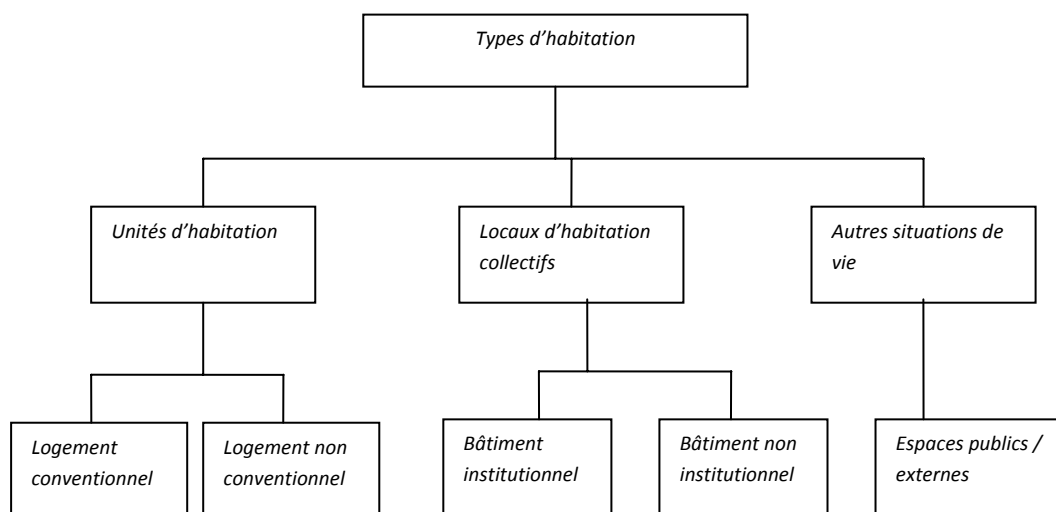 Types d’habitation
Unités d’habitation
Locaux d’habitation
collectifs
Autres situations de
vie
Logement
conventionnel
Logement non
conventionnel
Bâtiment
institutionnel
Bâtiment non
institutionnel
Espaces publics /
externes